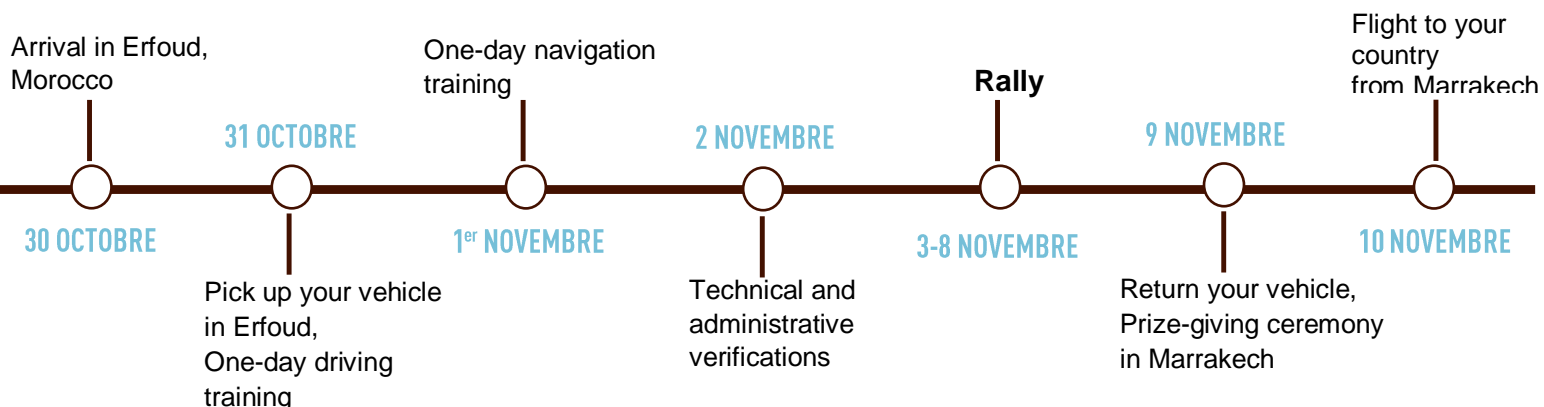 Arrival in Erfoud,
Morocco
30 OCTOBRE
31 OCTOBRE
Pick up your vehicle
in Erfoud,
One-day driving
training
One-day navigation
training
1er NOVEMBRE
2 NOVEMBRE
Technical and
administrative
verifications
Rally
3-8 NOVEMBRE
9 NOVEMBRE
Return your vehicle,
Prize-giving ceremony
in Marrakech
Flight to your
country
from Marrakech
10 NOVEMBRE